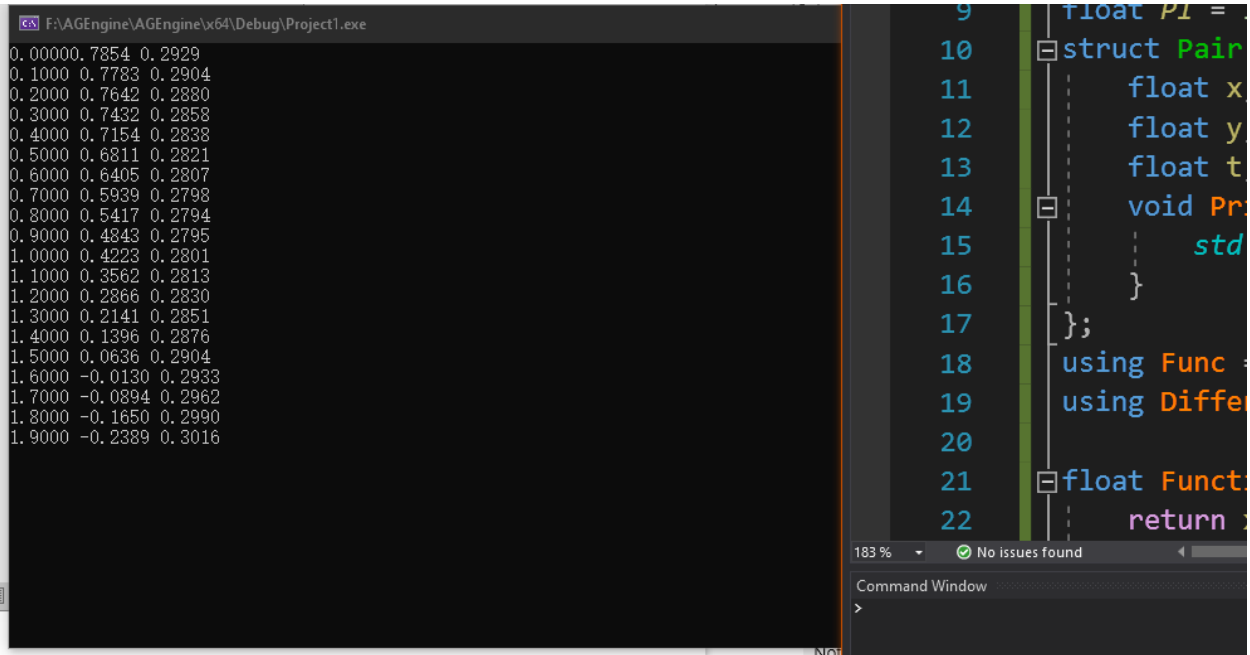 F:\AGEngine\AGEngine\x64\Debug\Project1.exe
0.00000.7854 0.2929
0.1000 0.7783 0.2904
0.2000 0.7642 0.2880
0.3000 0.7432 0.2858
0.4000 0.7154 0.2838
0.5000 0.6811 0.2821
0.6000 0.6405 0.2807
0.7000 0.5939 0.2798
0.8000 0.5417 0.2794
0.9000 0.4843 0.2795
1.0000 0.4223 0.2801
1.1000 0.3562 0.2813
1.2000 0.2866 0.2830
1.3000 0.2141 0.2851
1.4000 0.1396 0.2876
1.5000 0.0636 0.2904
1.6000 -0.0130 0.2933
1.7000 -0.0894 0.2962
1.8000 -0.1650 0.2990
1.9000 -0.2389 0.3016
9 float PI =
10 struct Pair
11 float x,
12 float y
13 float t,
14 void Pri
15 std
16 }
17 };
18 using Func =
19 using Differ
20
21 float Functi
22 return x
183 % No issues found
Command Window
>